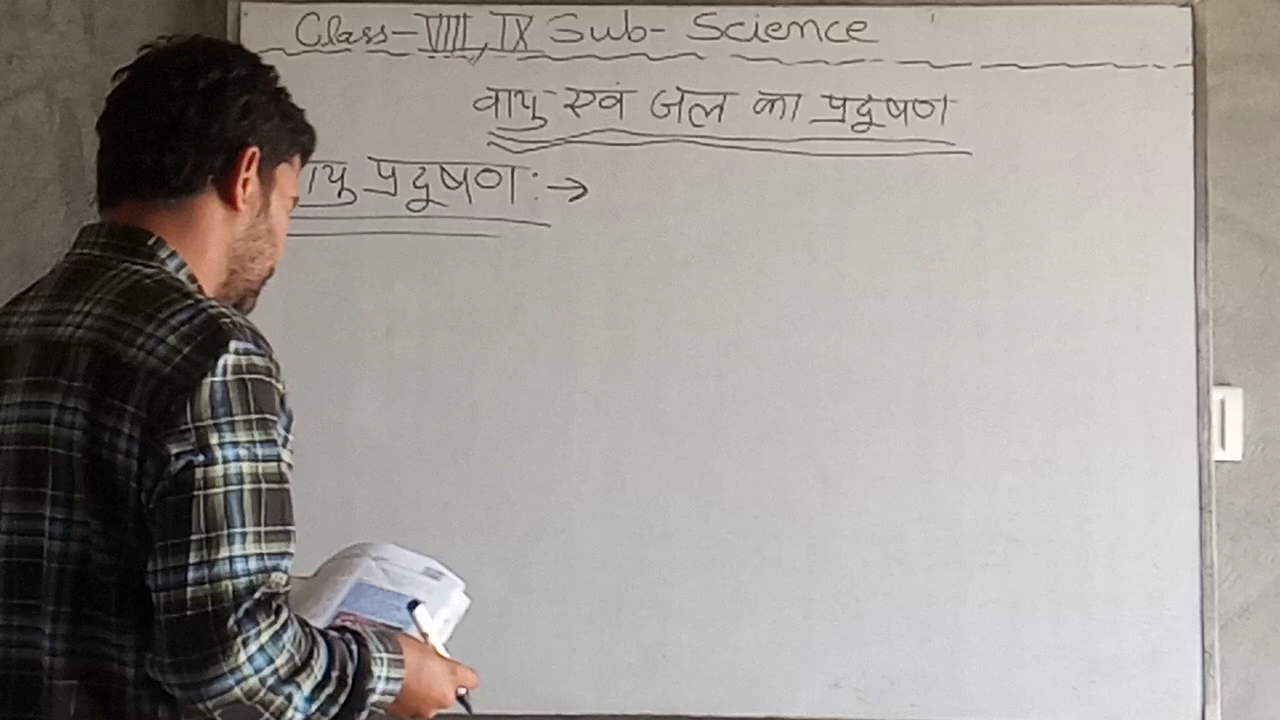 Class-VIII, IX Sub- Science
वायु एवं जल का प्रदूषण
वायु प्रदूषण:→